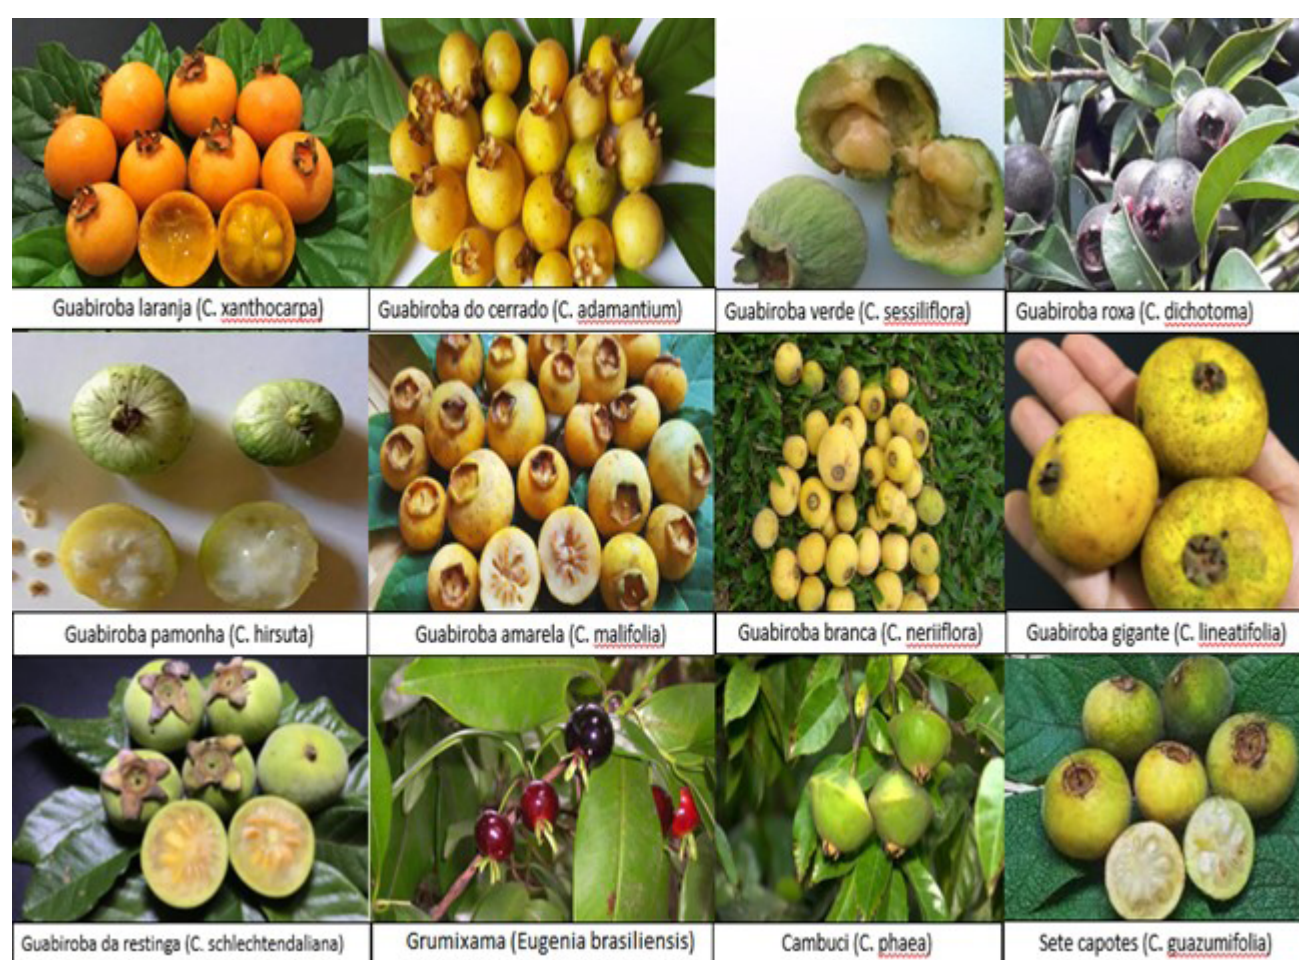 Guabiroba laranja (C. xanthocarpa)
Guabiroba do cerrado (C. adamantium)
Guabiroba verde (C. sessiliflora)
Guabiroba roxa (C. dichotoma)
Guabiroba pamonha (C. hirsuta)
Guabiroba amarela (C. malifolia)
Guabiroba branca (C. neriiflora)
Guabiroba gigante (C. lineatifolia)
Guabiroba da restinga (C. schlechtendaliana)
Grumixama (Eugenia brasiliensis)
Cambuci (C. phaea)
Sete capotes (C. guazumifolia)